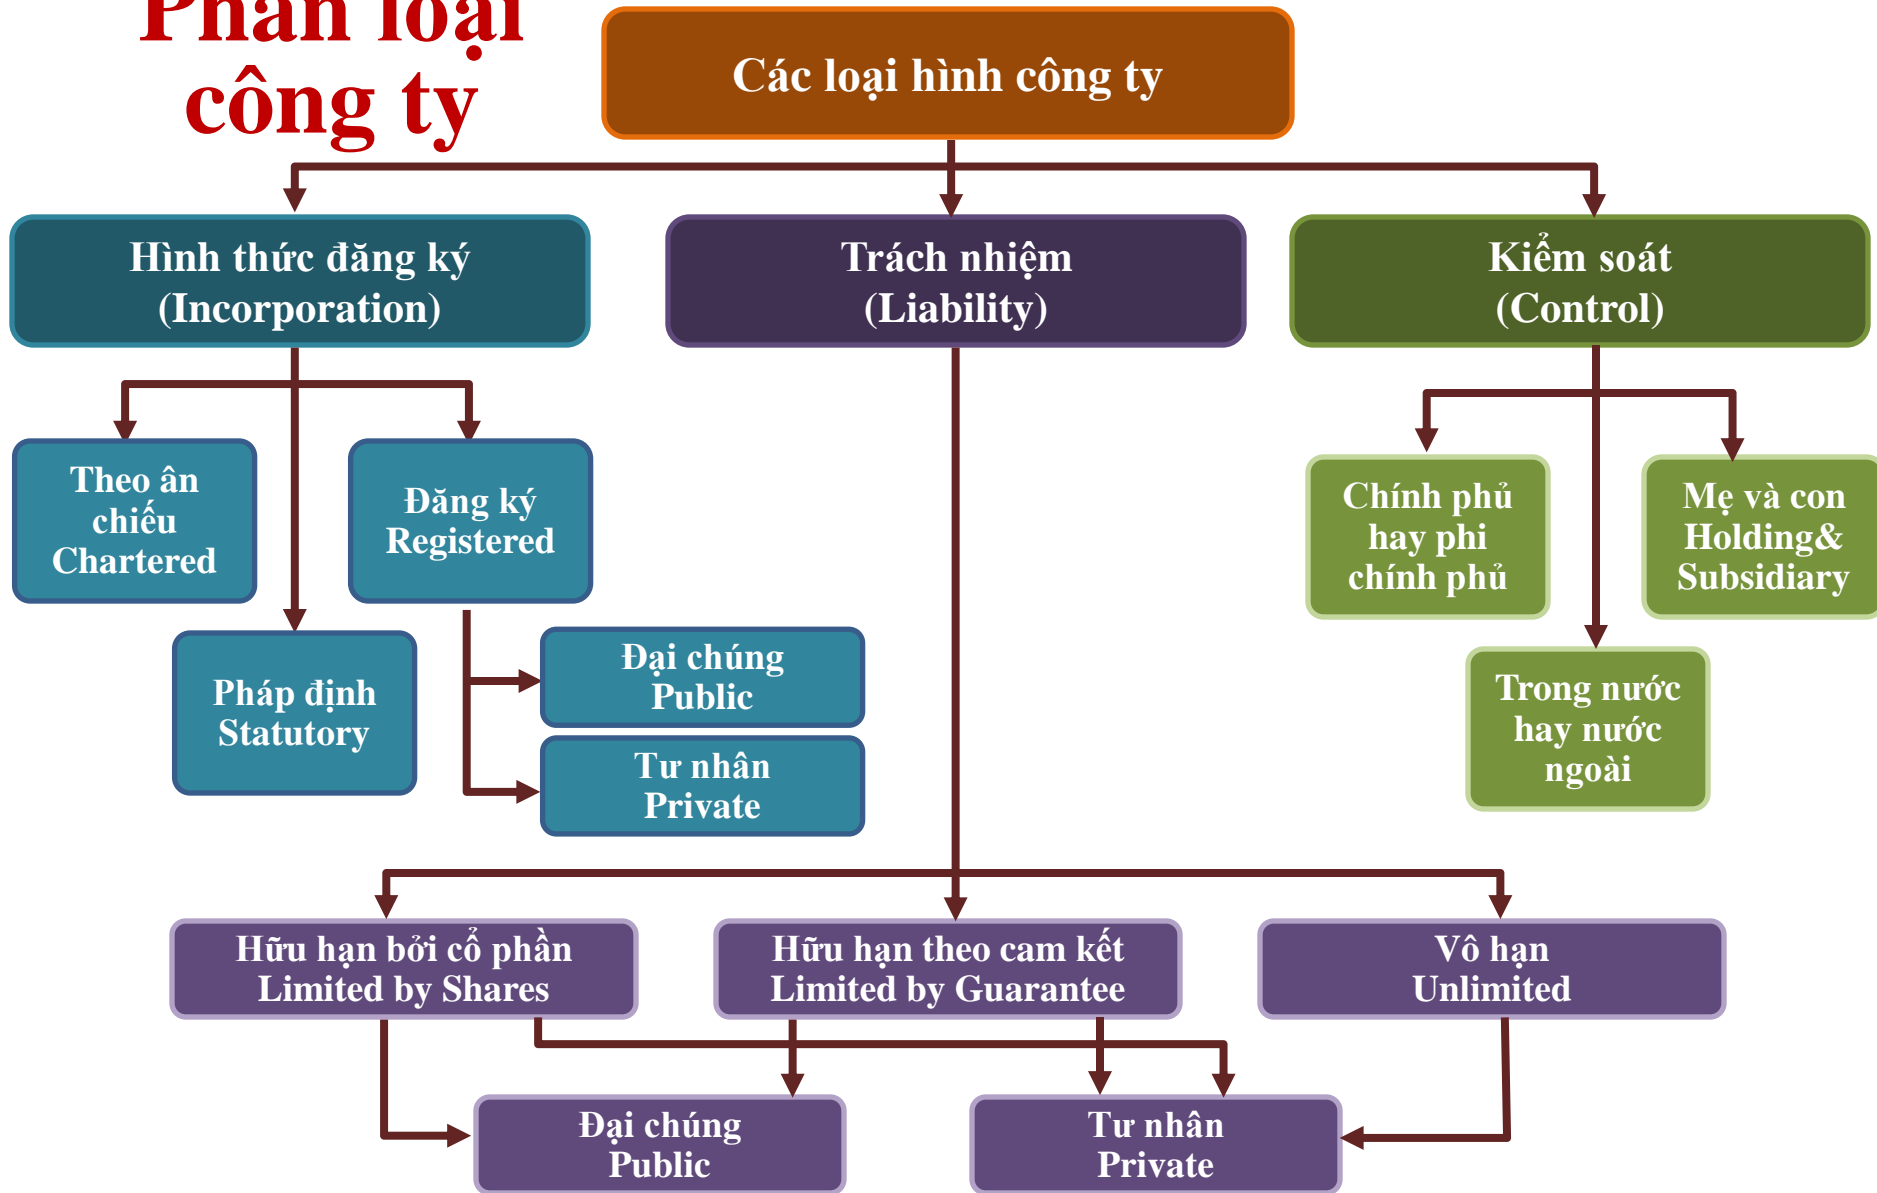 Phân loại
công ty
Các loại hình công ty
Hình thức đăng ký
(Incorporation)
Trách nhiệm
(Liability)
Kiểm soát
(Control)
Theo ân
chiếu
Chartered
Đăng ký
Registered
Chính phủ
hay phi
chính phủ
Mẹ và con
Holding&
Subsidiary
Pháp định
Statutory
Đại chúng
Public
Tư nhân
Private
Trong nước
hay nước
ngoài
Hữu hạn bởi cổ phần
Limited by Shares
Hữu hạn theo cam kết
Limited by Guarantee
Vô hạn
Unlimited
Đại chúng
Public
Tư nhân
Private